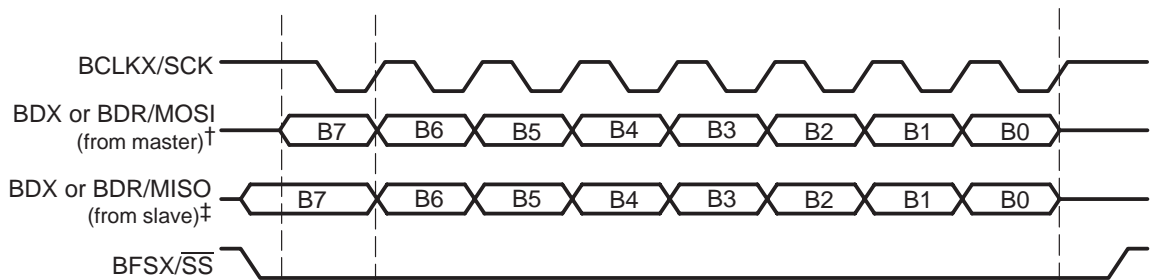 BCLKX/SCK
BDX or BDR/MOSI
(from master)†
B7 B6 B5 B4 B3 B2 B1 B0
BDX or BDR/MISO
(from slave)‡
B7 B6 B5 B4 B3 B2 B1 B0
BFSX/S̅S̅